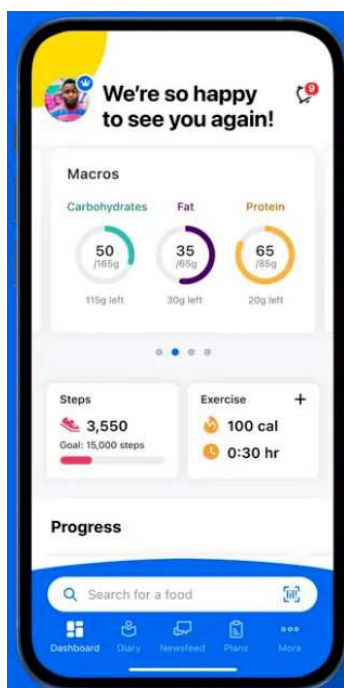 We're so happy
to see you again!
9
Macros
Carbohydrates Fat Protein
50 35 65
/165g /65g /85g
115g left 30g left 20g left
Steps
3,550
Goal: 15,000 steps
Exercise +
100 cal
0:30 hr
Progress
Search for a food
Dashboard Diary Newsfeed Plans More